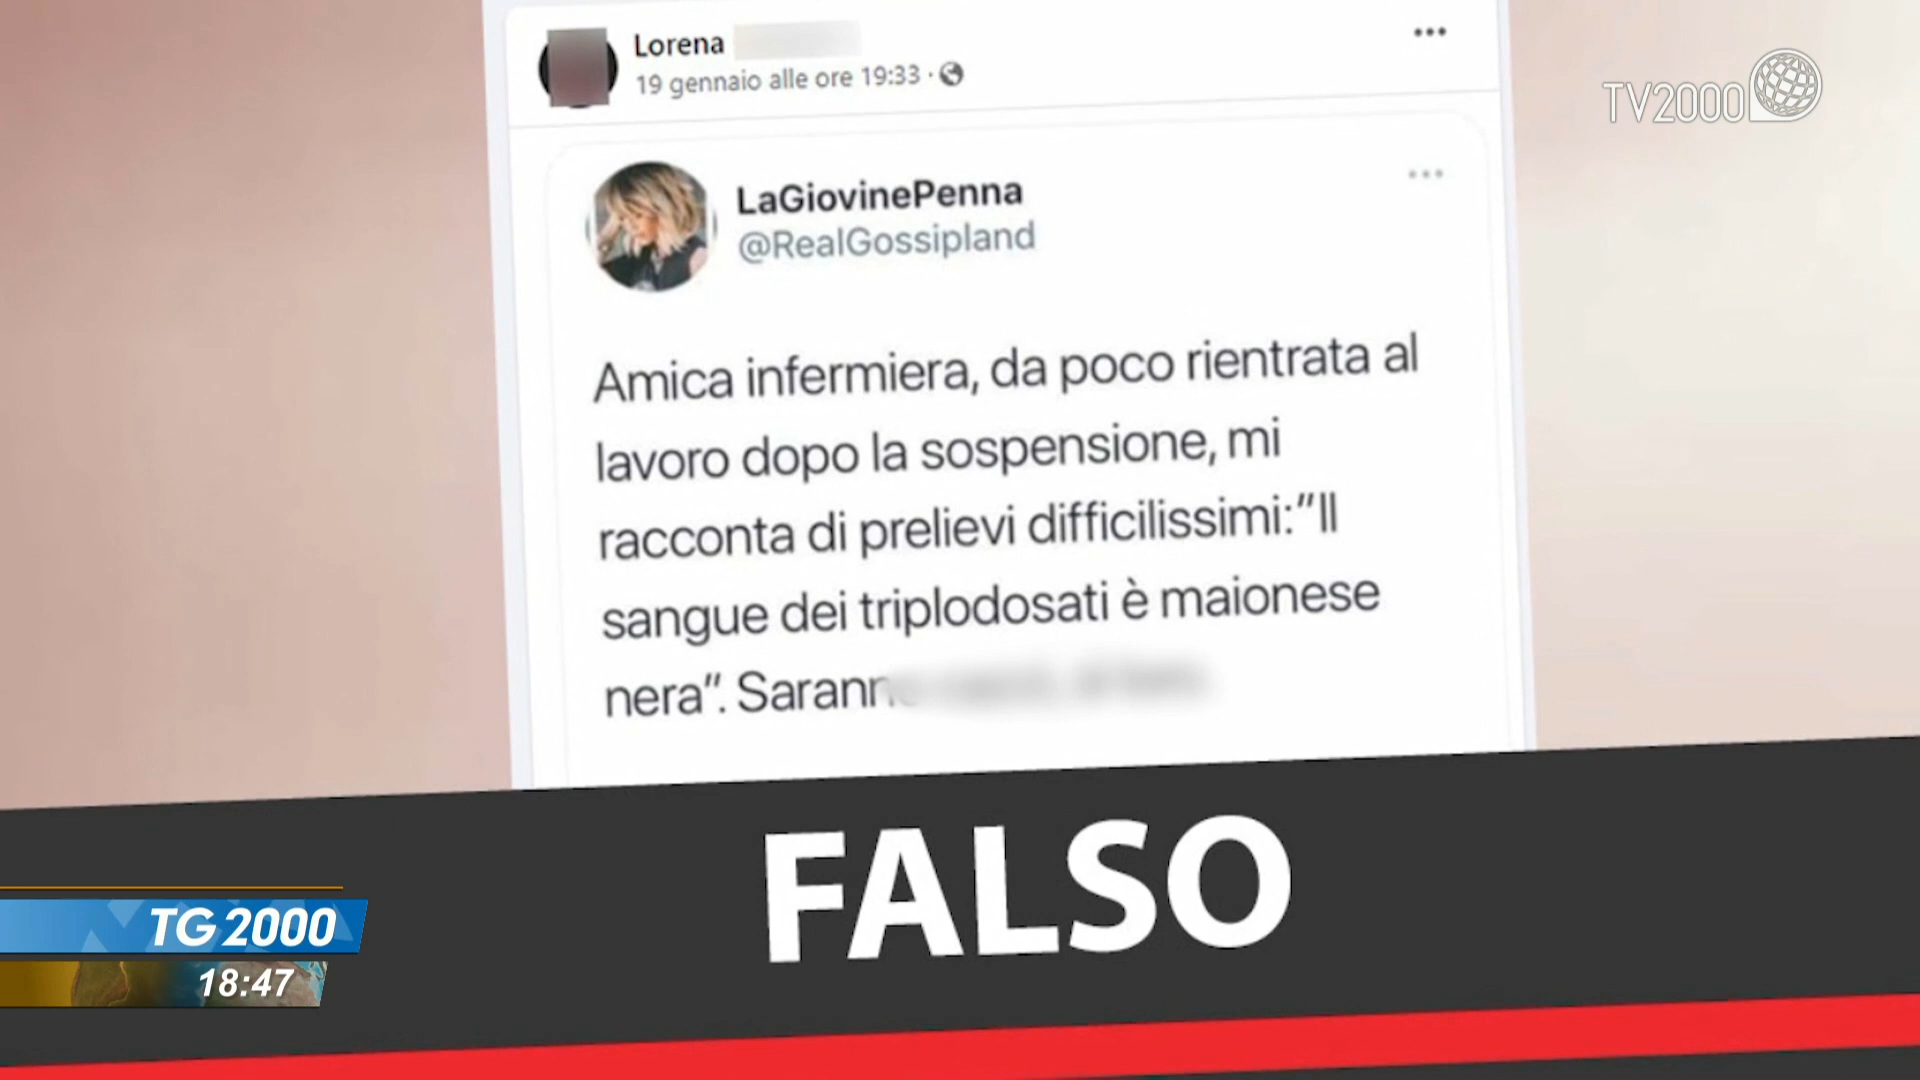 Lorena
19 gennaio alle ore 19:33 ·
TV2000
LaGiovinePenna
@RealGossipland
Amica infermiera, da poco rientrata al
lavoro dopo la sospensione, mi
racconta di prelievi difficilissimi:"Il
sangue dei triplodosati è maionese
nera". 
FALSO
TG 2000
18:47